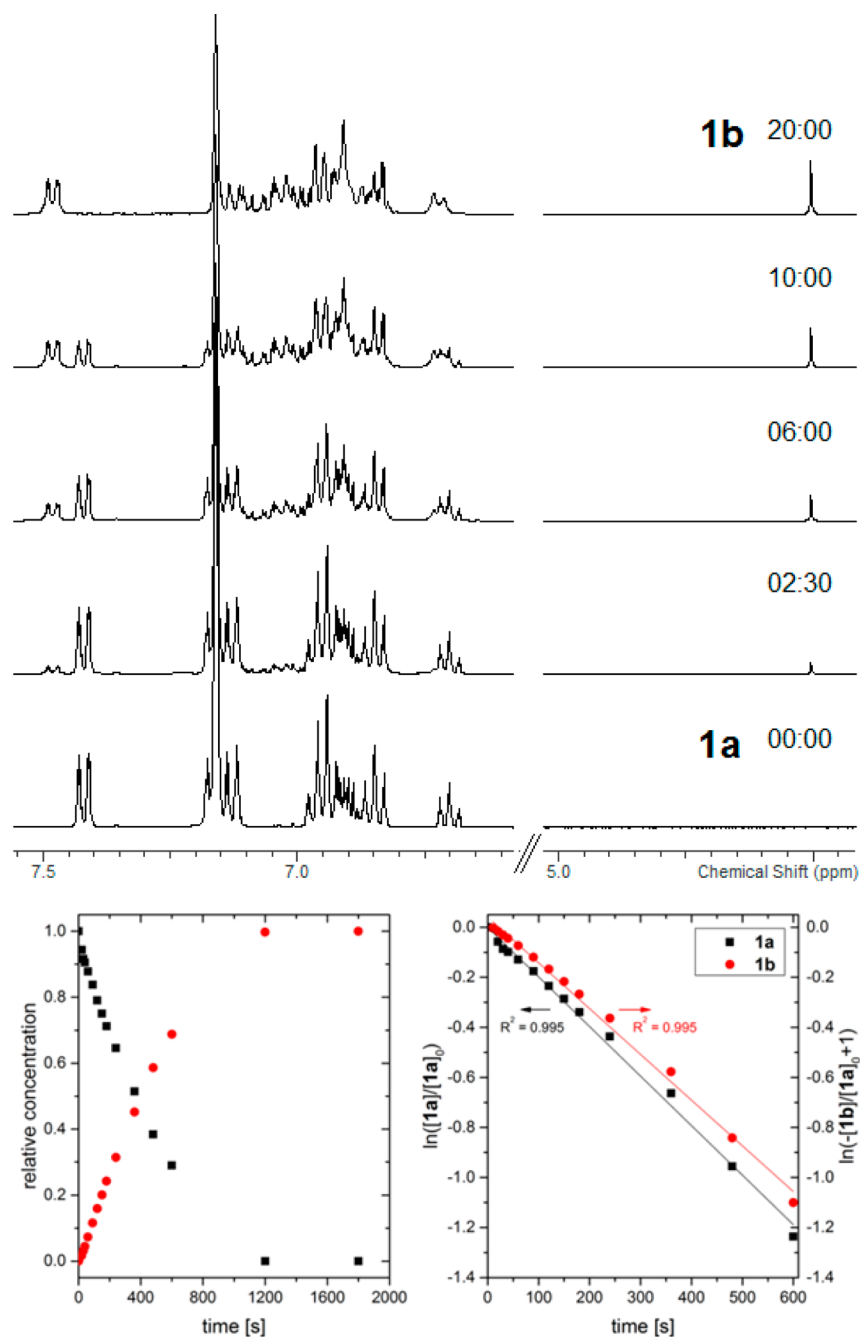 1b 20:00
10:00
06:00
02:30
1a 00:00
7.5 7.0 // 5.0 Chemical Shift (ppm)
1.0
0.8
0.6
0.4
0.2
0.0
relative concentration
0 400 800 1200 1600 2000
time [s]
0.0
-0.2
-0.4
-0.6
-0.8
-1.0
-1.2
-1.4
ln([1a]/[1a]₀)
1a
1b
R² = 0.995
R² = 0.995
0.0
-0.2
-0.4
-0.6
-0.8
-1.0
-1.2
-1.4
ln(-[1b]/[1a]₀+1)
0 100 200 300 400 500 600
time [s]